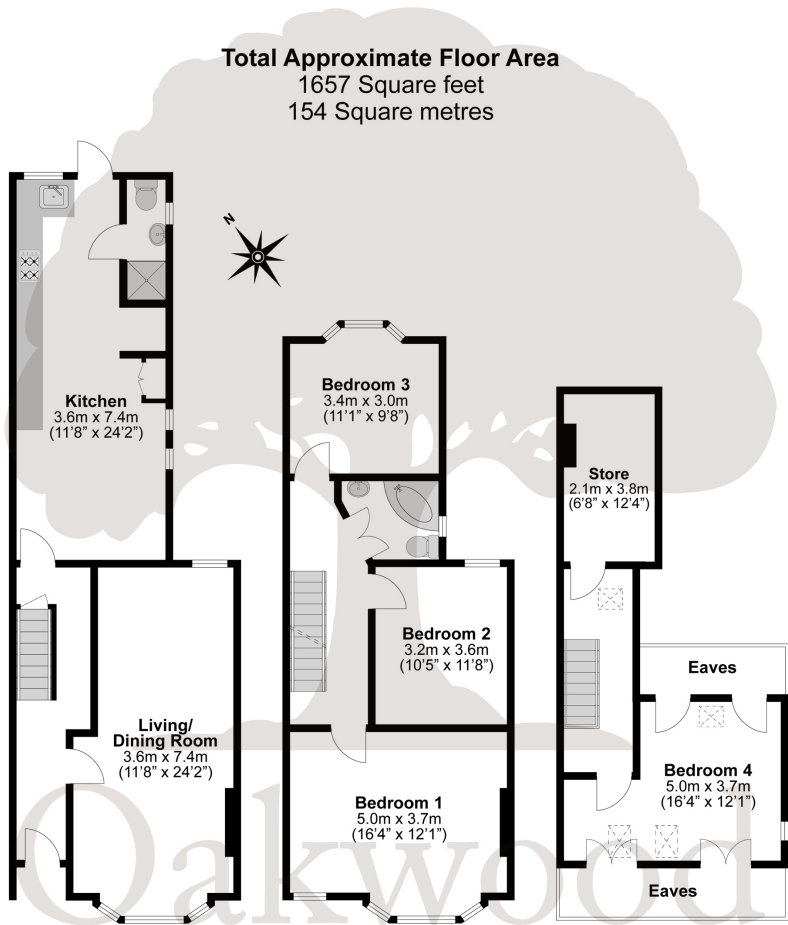 Total Approximate Floor Area
1657 Square feet
154 Square metres
N
Kitchen
3.6m x 7.4m
(11'8" x 24'2")
Living/
Dining Room
3.6m x 7.4m
(11'8" x 24'2")
Bedroom 3
3.4m x 3.0m
(11'1" x 9'8")
Bedroom 2
3.2m x 3.6m
(10'5" x 11'8")
Bedroom 1
5.0m x 3.7m
(16'4" x 12'1")
Store
2.1m x 3.8m
(6'8" x 12'4")
Eaves
Bedroom 4
5.0m x 3.7m
(16'4" x 12'1")
Eaves
Oakwood